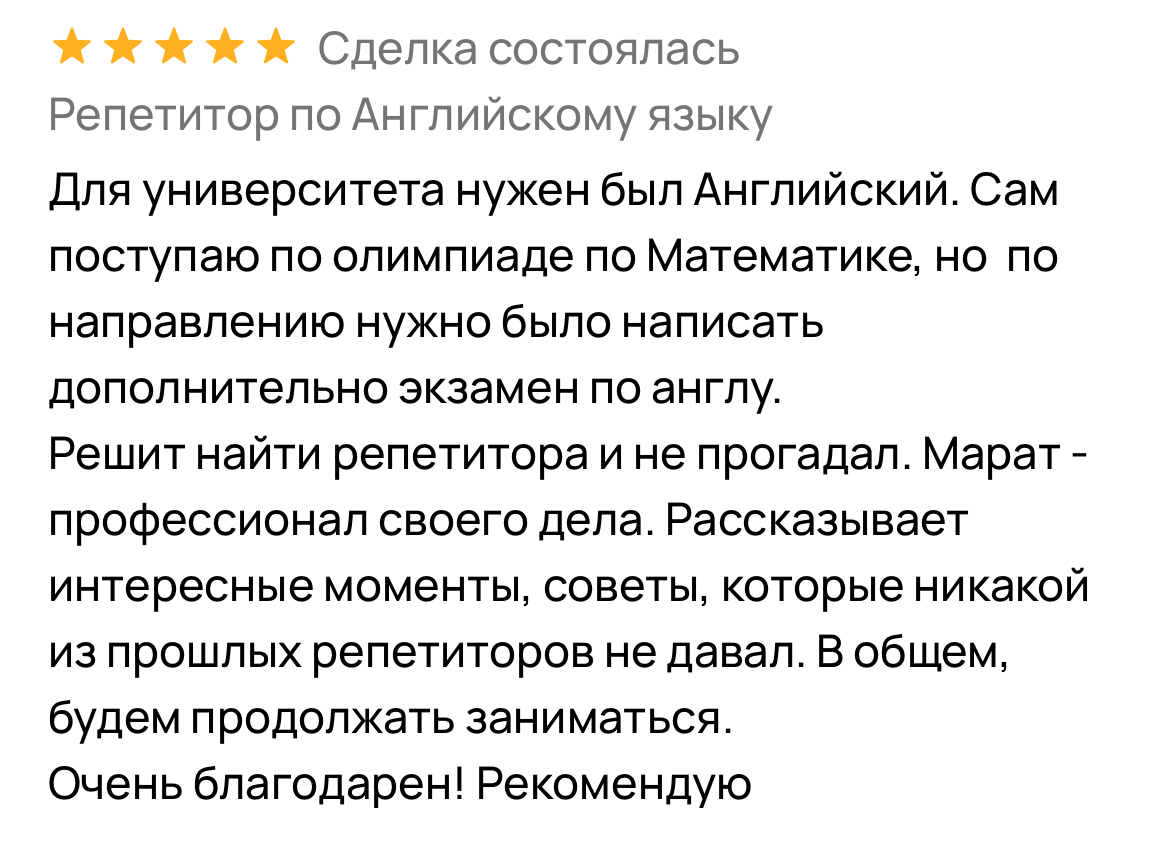 Сделка состоялась
Репетитор по Английскому языку
Для университета нужен был Английский. Сам
поступаю по олимпиаде по Математике, но  по
направлению нужно было написать
дополнительно экзамен по англу.
Решит найти репетитора и не прогадал. Марат -
профессионал своего дела. Рассказывает
интересные моменты, советы, которые никакой
из прошлых репетиторов не давал. В общем,
будем продолжать заниматься.
Очень благодарен! Рекомендую